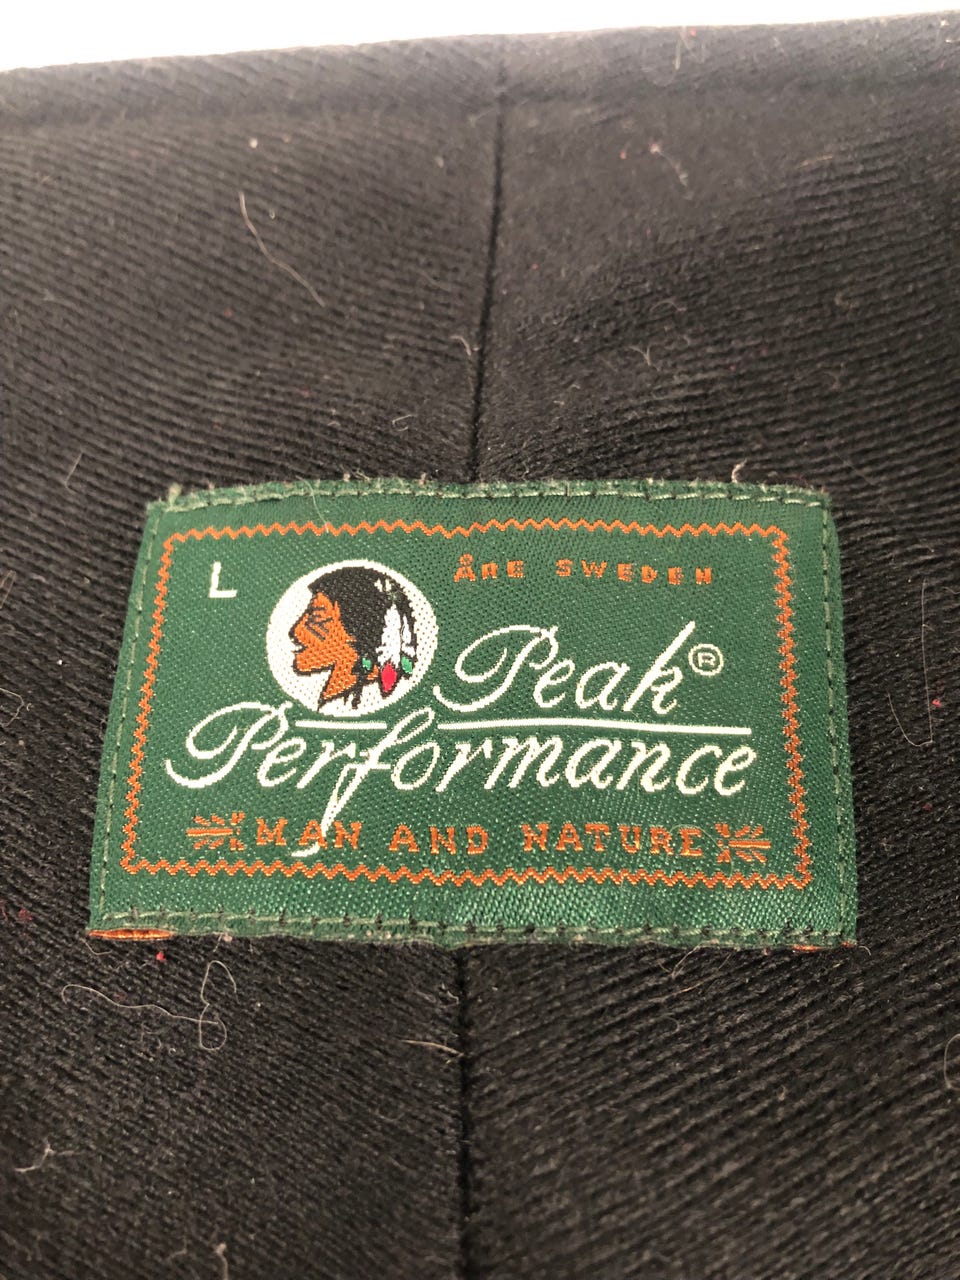 L
ÅRE SWEDEN
Peak®
Performance
MAN AND NATURE